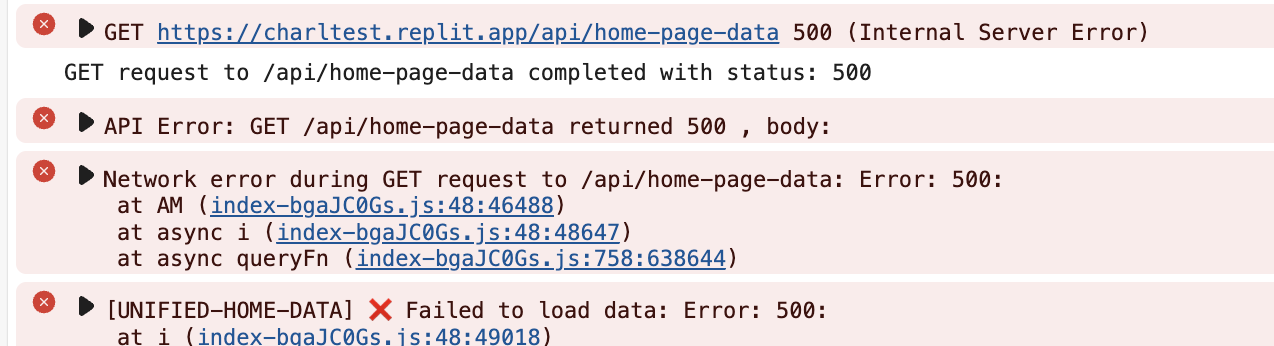 GET https://charltest.replit.app/api/home-page-data 500 (Internal Server Error)
GET request to /api/home-page-data completed with status: 500
API Error: GET /api/home-page-data returned 500 , body:
Network error during GET request to /api/home-page-data: Error: 500:
at AM (index-bgaJC0Gs.js:48:46488)
at async i (index-bgaJC0Gs.js:48:48647)
at async queryFn (index-bgaJC0Gs.js:758:638644)
[UNIFIED-HOME-DATA] ❌ Failed to load data: Error: 500:
at i (index-bgaJC0Gs.js:48:49018)